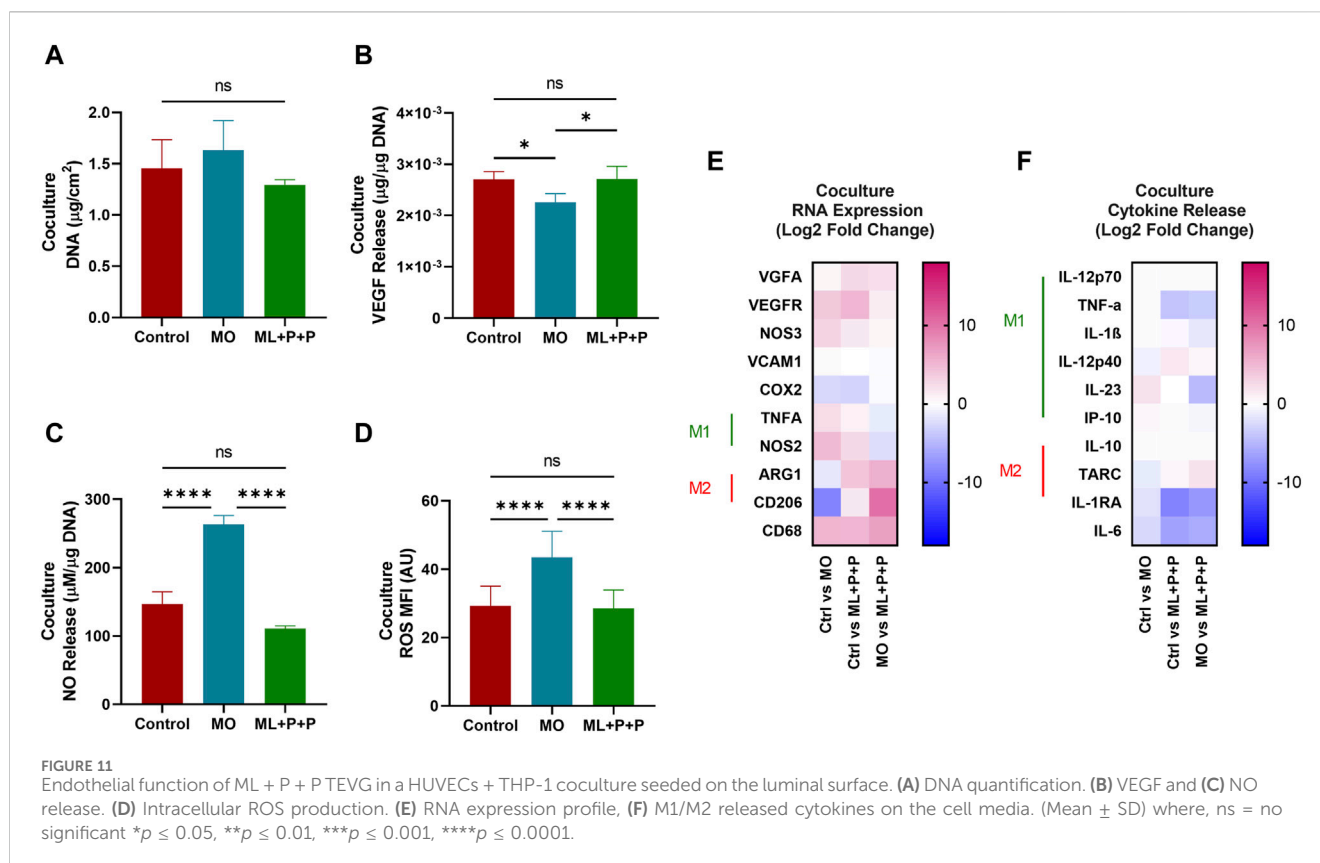 A
Coculture
DNA (μg/cm²)
ns
2.0
1.5
1.0
0.5
0.0
Control MO ML+P+P
B
Coculture
VEGF Release (μg/μg DNA)
ns
* *
4×10⁻³
3×10⁻³
2×10⁻³
1×10⁻³
0
Control MO ML+P+P
C
Coculture
NO Release (μM/μg DNA)
ns
**** ****
300
200
100
0
Control MO ML+P+P
D
Coculture
ROS MFI (AU)
ns
**** ****
60
40
20
0
Control MO ML+P+P
E
Coculture
RNA Expression
(Log2 Fold Change)
VGFA
VEGFR
NOS3
VCAM1
COX2
TNFA
NOS2
ARG1
CD206
CD68
M1
M2
10
0
-10
Ctrl vs MO
Ctrl vs ML+P+P
MO vs ML+P+P
F
Coculture
Cytokine Release
(Log2 Fold Change)
IL-12p70
TNF-a
IL-1ß
IL-12p40
IL-23
IP-10
IL-10
TARC
IL-1RA
IL-6
M1
M2
10
0
-10
Ctrl vs MO
Ctrl vs ML+P+P
MO vs ML+P+P
FIGURE 11
Endothelial function of ML + P + P TEVG in a HUVECs + THP-1 coculture seeded on the luminal surface. (A) DNA quantification. (B) VEGF and (C) NO
release. (D) Intracellular ROS production. (E) RNA expression profile, (F) M1/M2 released cytokines on the cell media. (Mean ± SD) where, ns = no
significant *p ≤ 0.05, **p ≤ 0.01, ***p ≤ 0.001, ****p ≤ 0.0001.